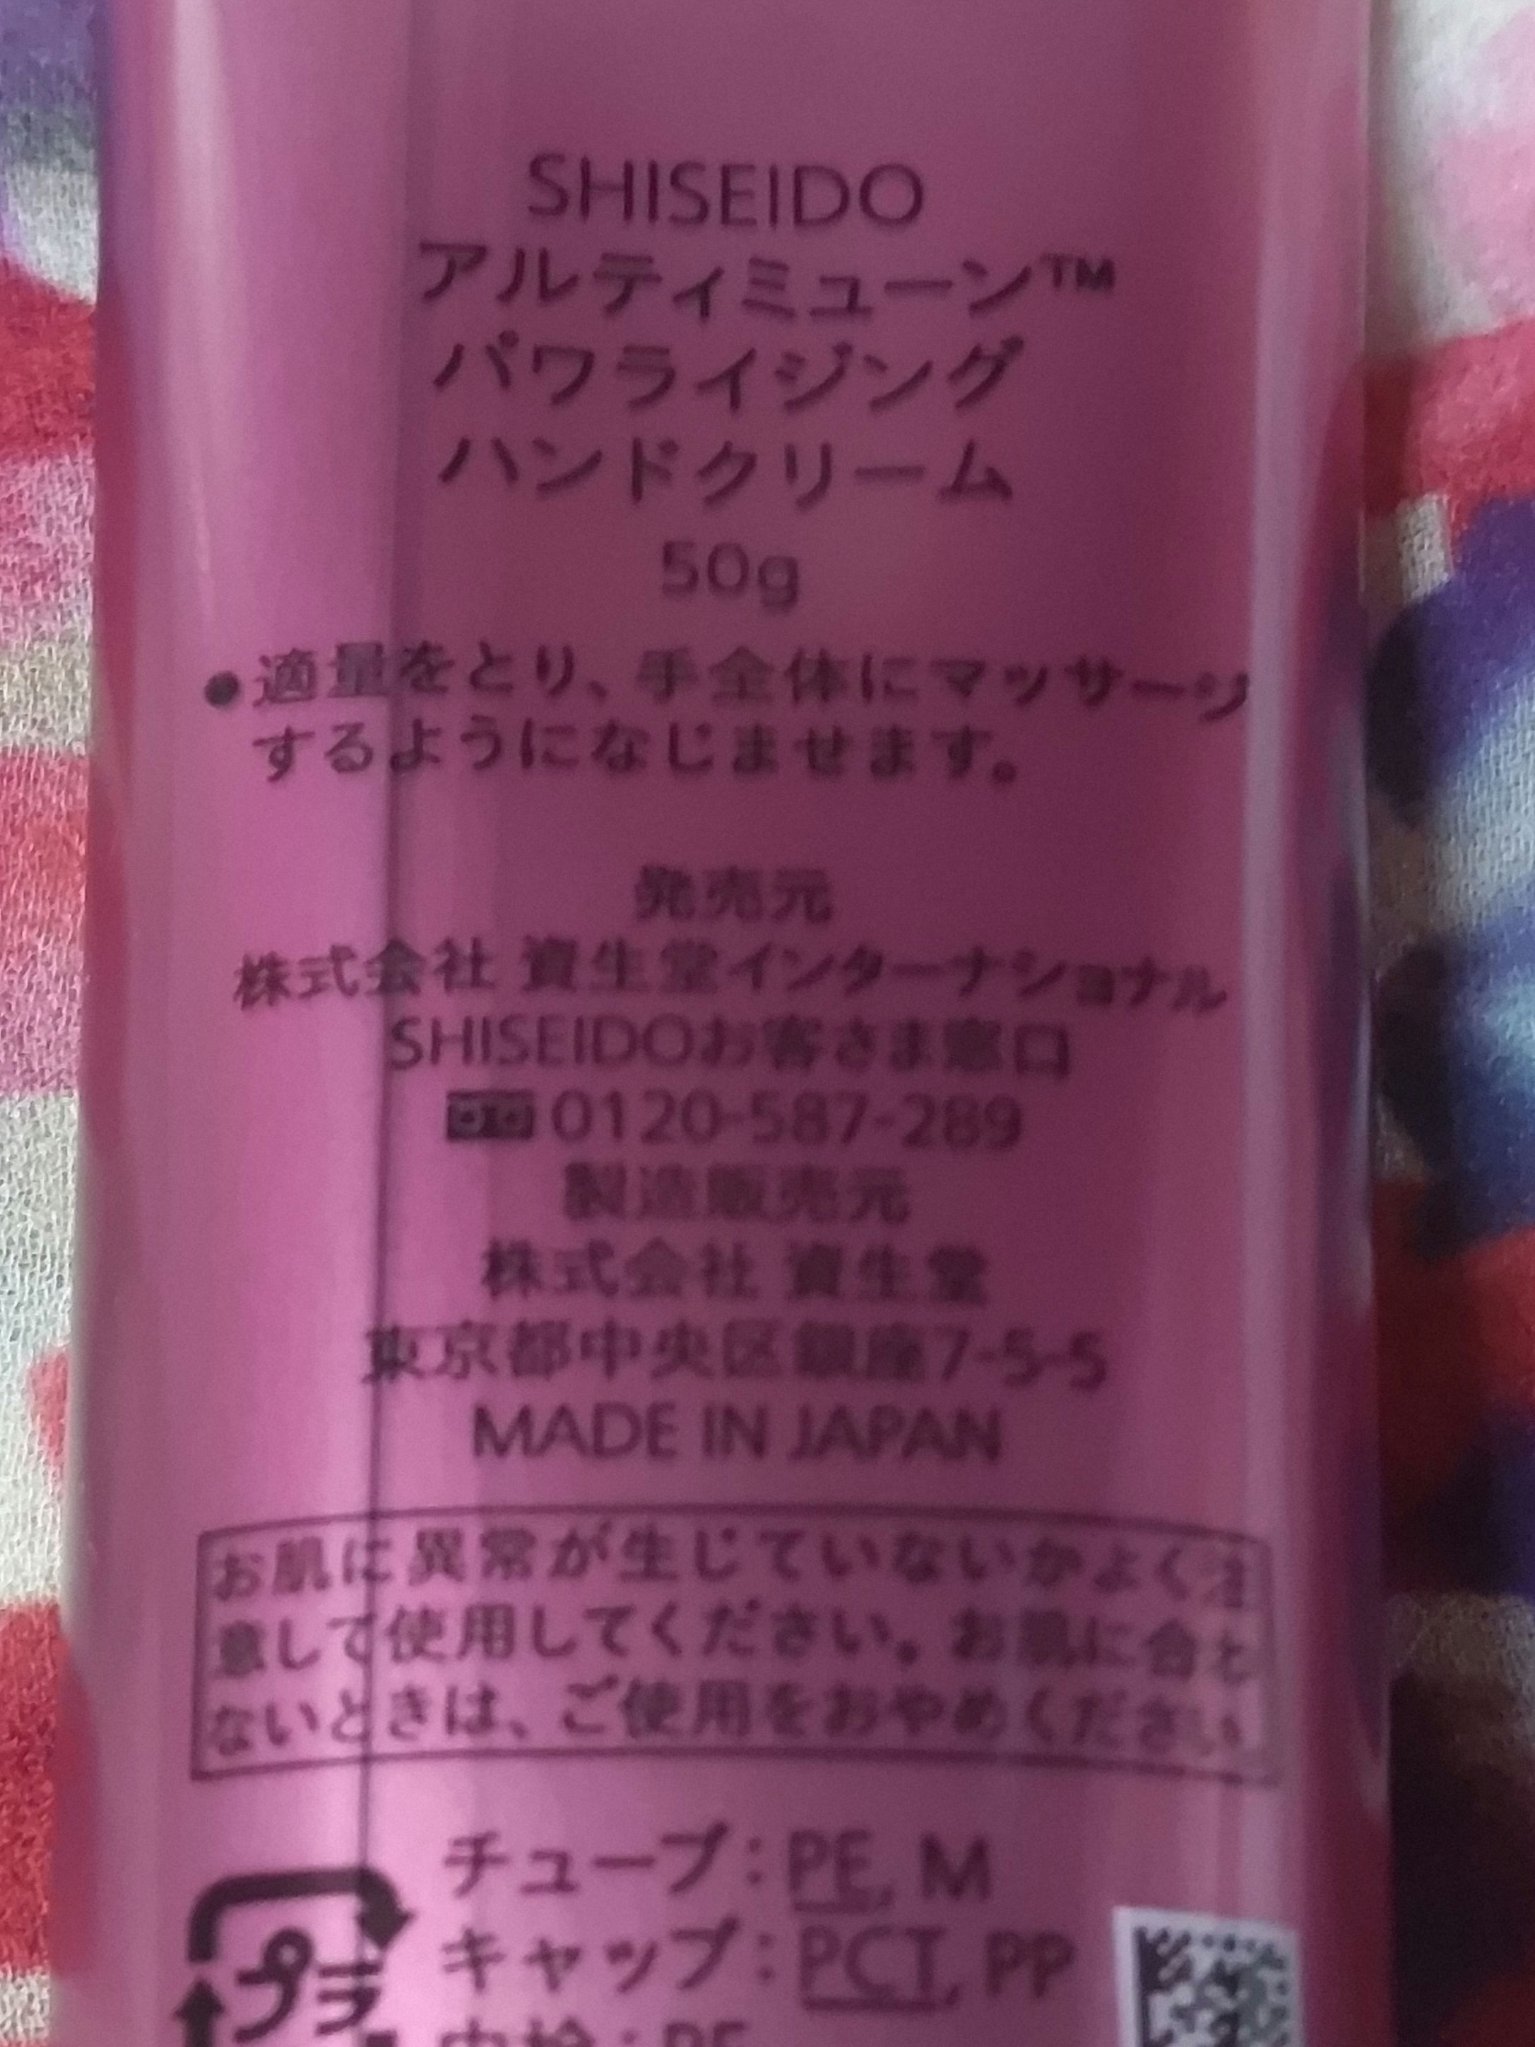 SHISEIDO
アルティミューン™
パワライジング
ハンドクリーム
50g
●適量をとり、手全体にマッサージ
するようになじませます。
発売元
株式会社 資生堂インターナショナル
SHISEIDOお客さま窓口
0120-587-289
製造販売元
株式会社 資生堂
東京都中央区銀座7-5-5
MADE IN JAPAN
お肌に異常が生じていないかよく注
意して使用してください。お肌に合わ
ないときは、ご使用をおやめください
チューブ：PE, M
キャップ：PCT, PP
プラ
中栓：PE